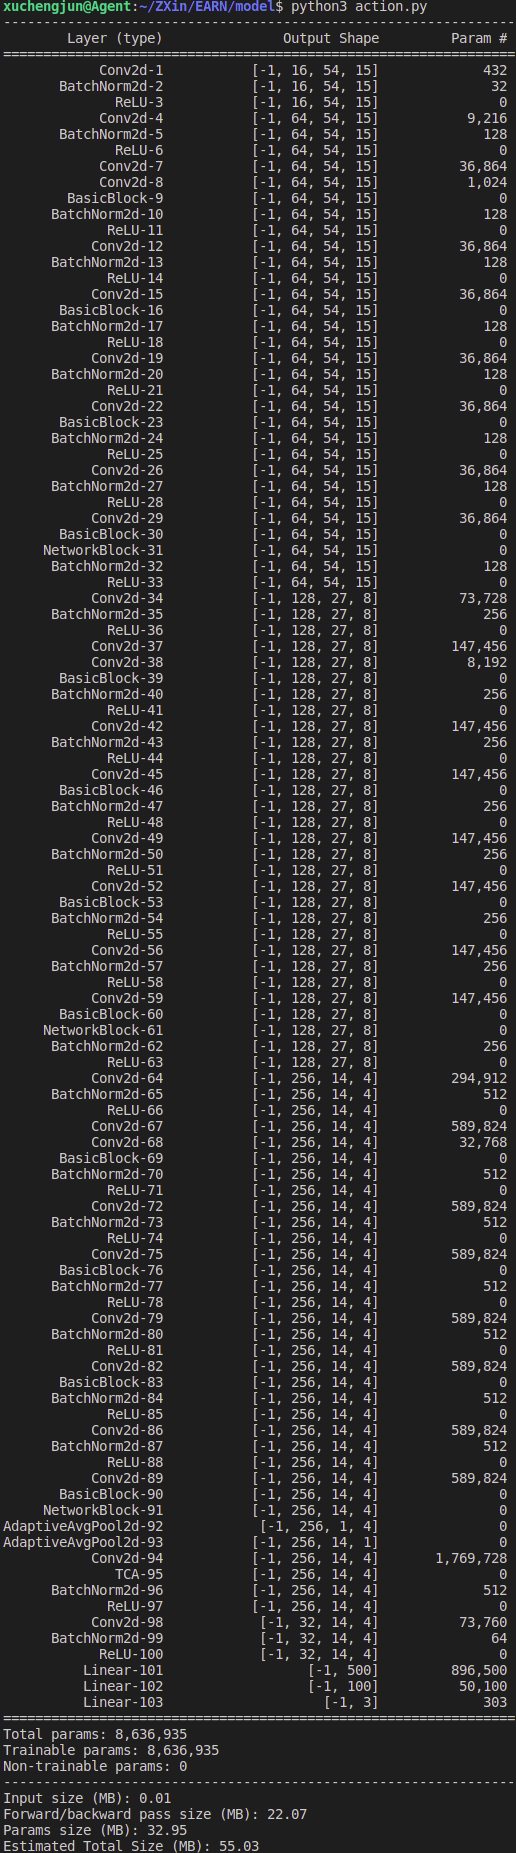 xuchengjun@Agent:~/ZXin/EARN/model$ python3 action.py
----------------------------------------------------------------
Layer (type) Output Shape Param #
================================================================
Conv2d-1 [-1, 16, 54, 15] 432
BatchNorm2d-2 [-1, 16, 54, 15] 32
ReLU-3 [-1, 16, 54, 15] 0
Conv2d-4 [-1, 64, 54, 15] 9,216
BatchNorm2d-5 [-1, 64, 54, 15] 128
ReLU-6 [-1, 64, 54, 15] 0
Conv2d-7 [-1, 64, 54, 15] 36,864
Conv2d-8 [-1, 64, 54, 15] 1,024
BasicBlock-9 [-1, 64, 54, 15] 0
BatchNorm2d-10 [-1, 64, 54, 15] 128
ReLU-11 [-1, 64, 54, 15] 0
Conv2d-12 [-1, 64, 54, 15] 36,864
BatchNorm2d-13 [-1, 64, 54, 15] 128
ReLU-14 [-1, 64, 54, 15] 0
Conv2d-15 [-1, 64, 54, 15] 36,864
BasicBlock-16 [-1, 64, 54, 15] 0
BatchNorm2d-17 [-1, 64, 54, 15] 128
ReLU-18 [-1, 64, 54, 15] 0
Conv2d-19 [-1, 64, 54, 15] 36,864
BatchNorm2d-20 [-1, 64, 54, 15] 128
ReLU-21 [-1, 64, 54, 15] 0
Conv2d-22 [-1, 64, 54, 15] 36,864
BasicBlock-23 [-1, 64, 54, 15] 0
BatchNorm2d-24 [-1, 64, 54, 15] 128
ReLU-25 [-1, 64, 54, 15] 0
Conv2d-26 [-1, 64, 54, 15] 36,864
BatchNorm2d-27 [-1, 64, 54, 15] 128
ReLU-28 [-1, 64, 54, 15] 0
Conv2d-29 [-1, 64, 54, 15] 36,864
BasicBlock-30 [-1, 64, 54, 15] 0
NetworkBlock-31 [-1, 64, 54, 15] 0
BatchNorm2d-32 [-1, 64, 54, 15] 128
ReLU-33 [-1, 64, 54, 15] 0
Conv2d-34 [-1, 128, 27, 8] 73,728
BatchNorm2d-35 [-1, 128, 27, 8] 256
ReLU-36 [-1, 128, 27, 8] 0
Conv2d-37 [-1, 128, 27, 8] 147,456
Conv2d-38 [-1, 128, 27, 8] 8,192
BasicBlock-39 [-1, 128, 27, 8] 0
BatchNorm2d-40 [-1, 128, 27, 8] 256
ReLU-41 [-1, 128, 27, 8] 0
Conv2d-42 [-1, 128, 27, 8] 147,456
BatchNorm2d-43 [-1, 128, 27, 8] 256
ReLU-44 [-1, 128, 27, 8] 0
Conv2d-45 [-1, 128, 27, 8] 147,456
BasicBlock-46 [-1, 128, 27, 8] 0
BatchNorm2d-47 [-1, 128, 27, 8] 256
ReLU-48 [-1, 128, 27, 8] 0
Conv2d-49 [-1, 128, 27, 8] 147,456
BatchNorm2d-50 [-1, 128, 27, 8] 256
ReLU-51 [-1, 128, 27, 8] 0
Conv2d-52 [-1, 128, 27, 8] 147,456
BasicBlock-53 [-1, 128, 27, 8] 0
BatchNorm2d-54 [-1, 128, 27, 8] 256
ReLU-55 [-1, 128, 27, 8] 0
Conv2d-56 [-1, 128, 27, 8] 147,456
BatchNorm2d-57 [-1, 128, 27, 8] 256
ReLU-58 [-1, 128, 27, 8] 0
Conv2d-59 [-1, 128, 27, 8] 147,456
BasicBlock-60 [-1, 128, 27, 8] 0
NetworkBlock-61 [-1, 128, 27, 8] 0
BatchNorm2d-62 [-1, 128, 27, 8] 256
ReLU-63 [-1, 128, 27, 8] 0
Conv2d-64 [-1, 256, 14, 4] 294,912
BatchNorm2d-65 [-1, 256, 14, 4] 512
ReLU-66 [-1, 256, 14, 4] 0
Conv2d-67 [-1, 256, 14, 4] 589,824
Conv2d-68 [-1, 256, 14, 4] 32,768
BasicBlock-69 [-1, 256, 14, 4] 0
BatchNorm2d-70 [-1, 256, 14, 4] 512
ReLU-71 [-1, 256, 14, 4] 0
Conv2d-72 [-1, 256, 14, 4] 589,824
BatchNorm2d-73 [-1, 256, 14, 4] 512
ReLU-74 [-1, 256, 14, 4] 0
Conv2d-75 [-1, 256, 14, 4] 589,824
BasicBlock-76 [-1, 256, 14, 4] 0
BatchNorm2d-77 [-1, 256, 14, 4] 512
ReLU-78 [-1, 256, 14, 4] 0
Conv2d-79 [-1, 256, 14, 4] 589,824
BatchNorm2d-80 [-1, 256, 14, 4] 512
ReLU-81 [-1, 256, 14, 4] 0
Conv2d-82 [-1, 256, 14, 4] 589,824
BasicBlock-83 [-1, 256, 14, 4] 0
BatchNorm2d-84 [-1, 256, 14, 4] 512
ReLU-85 [-1, 256, 14, 4] 0
Conv2d-86 [-1, 256, 14, 4] 589,824
BatchNorm2d-87 [-1, 256, 14, 4] 512
ReLU-88 [-1, 256, 14, 4] 0
Conv2d-89 [-1, 256, 14, 4] 589,824
BasicBlock-90 [-1, 256, 14, 4] 0
NetworkBlock-91 [-1, 256, 14, 4] 0
AdaptiveAvgPool2d-92 [-1, 256, 1, 4] 0
AdaptiveAvgPool2d-93 [-1, 256, 14, 1] 0
Conv2d-94 [-1, 256, 14, 4] 1,769,728
TCA-95 [-1, 256, 14, 4] 0
BatchNorm2d-96 [-1, 256, 14, 4] 512
ReLU-97 [-1, 256, 14, 4] 0
Conv2d-98 [-1, 32, 14, 4] 73,760
BatchNorm2d-99 [-1, 32, 14, 4] 64
ReLU-100 [-1, 32, 14, 4] 0
Linear-101 [-1, 500] 896,500
Linear-102 [-1, 100] 50,100
Linear-103 [-1, 3] 303
================================================================
Total params: 8,636,935
Trainable params: 8,636,935
Non-trainable params: 0
----------------------------------------------------------------
Input size (MB): 0.01
Forward/backward pass size (MB): 22.07
Params size (MB): 32.95
Estimated Total Size (MB): 55.03